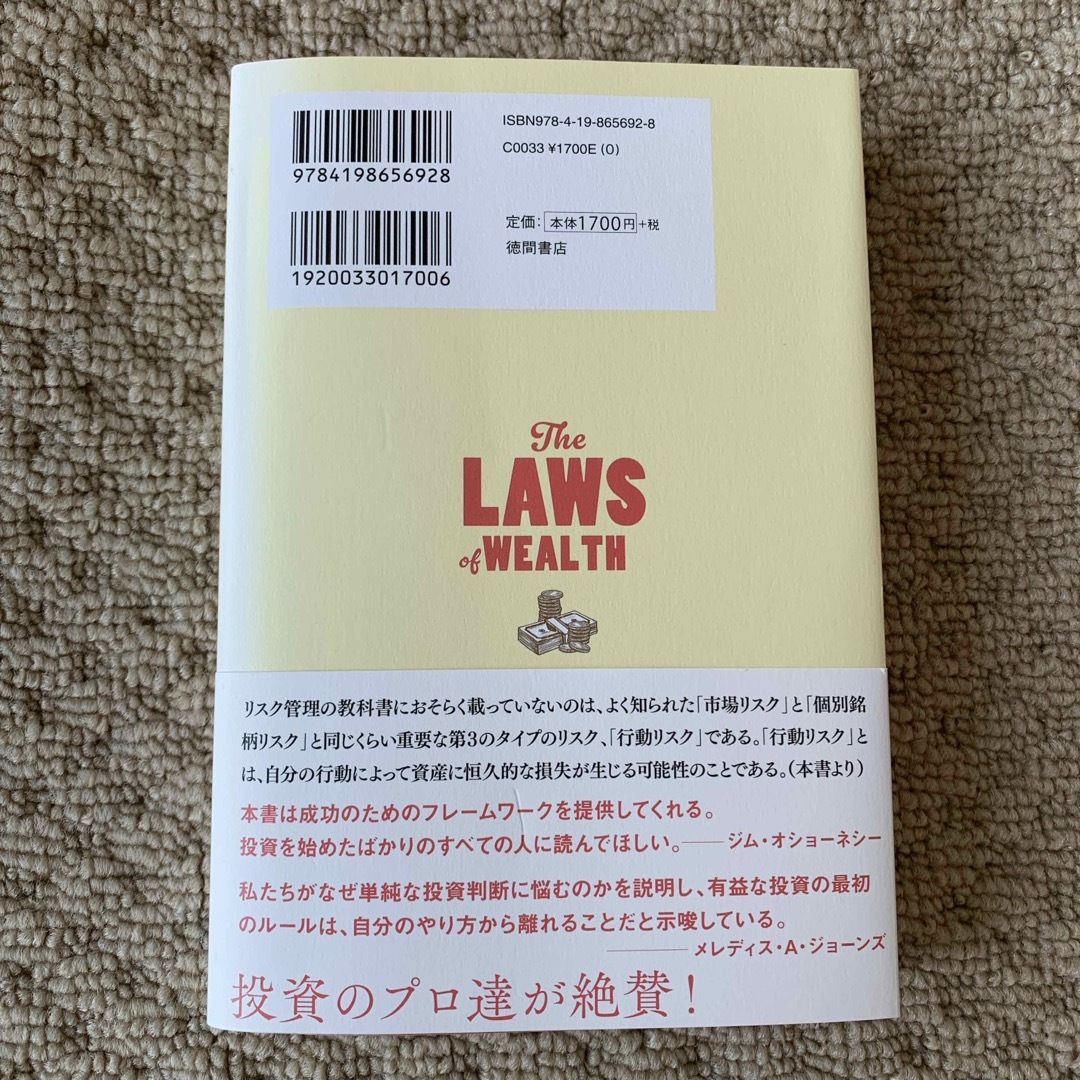 ISBN978-4-19-865692-8
C0033 ¥1700E (0)
9784198656928
定価: 本体1700円+税
徳間書店
1920033017006
The
LAWS
of WEALTH
リスク管理の教科書におそらく載っていないのは、よく知られた「市場リスク」と「個別銘
柄リスク」と同じくらい重要な第3のタイプのリスク、「行動リスク」である。「行動リスク」と
は、自分の行動によって資産に恒久的な損失が生じる可能性のことである。(本書より)
本書は成功のためのフレームワークを提供してくれる。
投資を始めたばかりのすべての人に読んでほしい。――ジム・オショーネシー
私たちがなぜ単純な投資判断に悩むのかを説明し、有益な投資の最初
のルールは、自分のやり方から離れることだと示唆している。
――メレディス・A・ジョーンズ
投資のプロ達が絶賛!